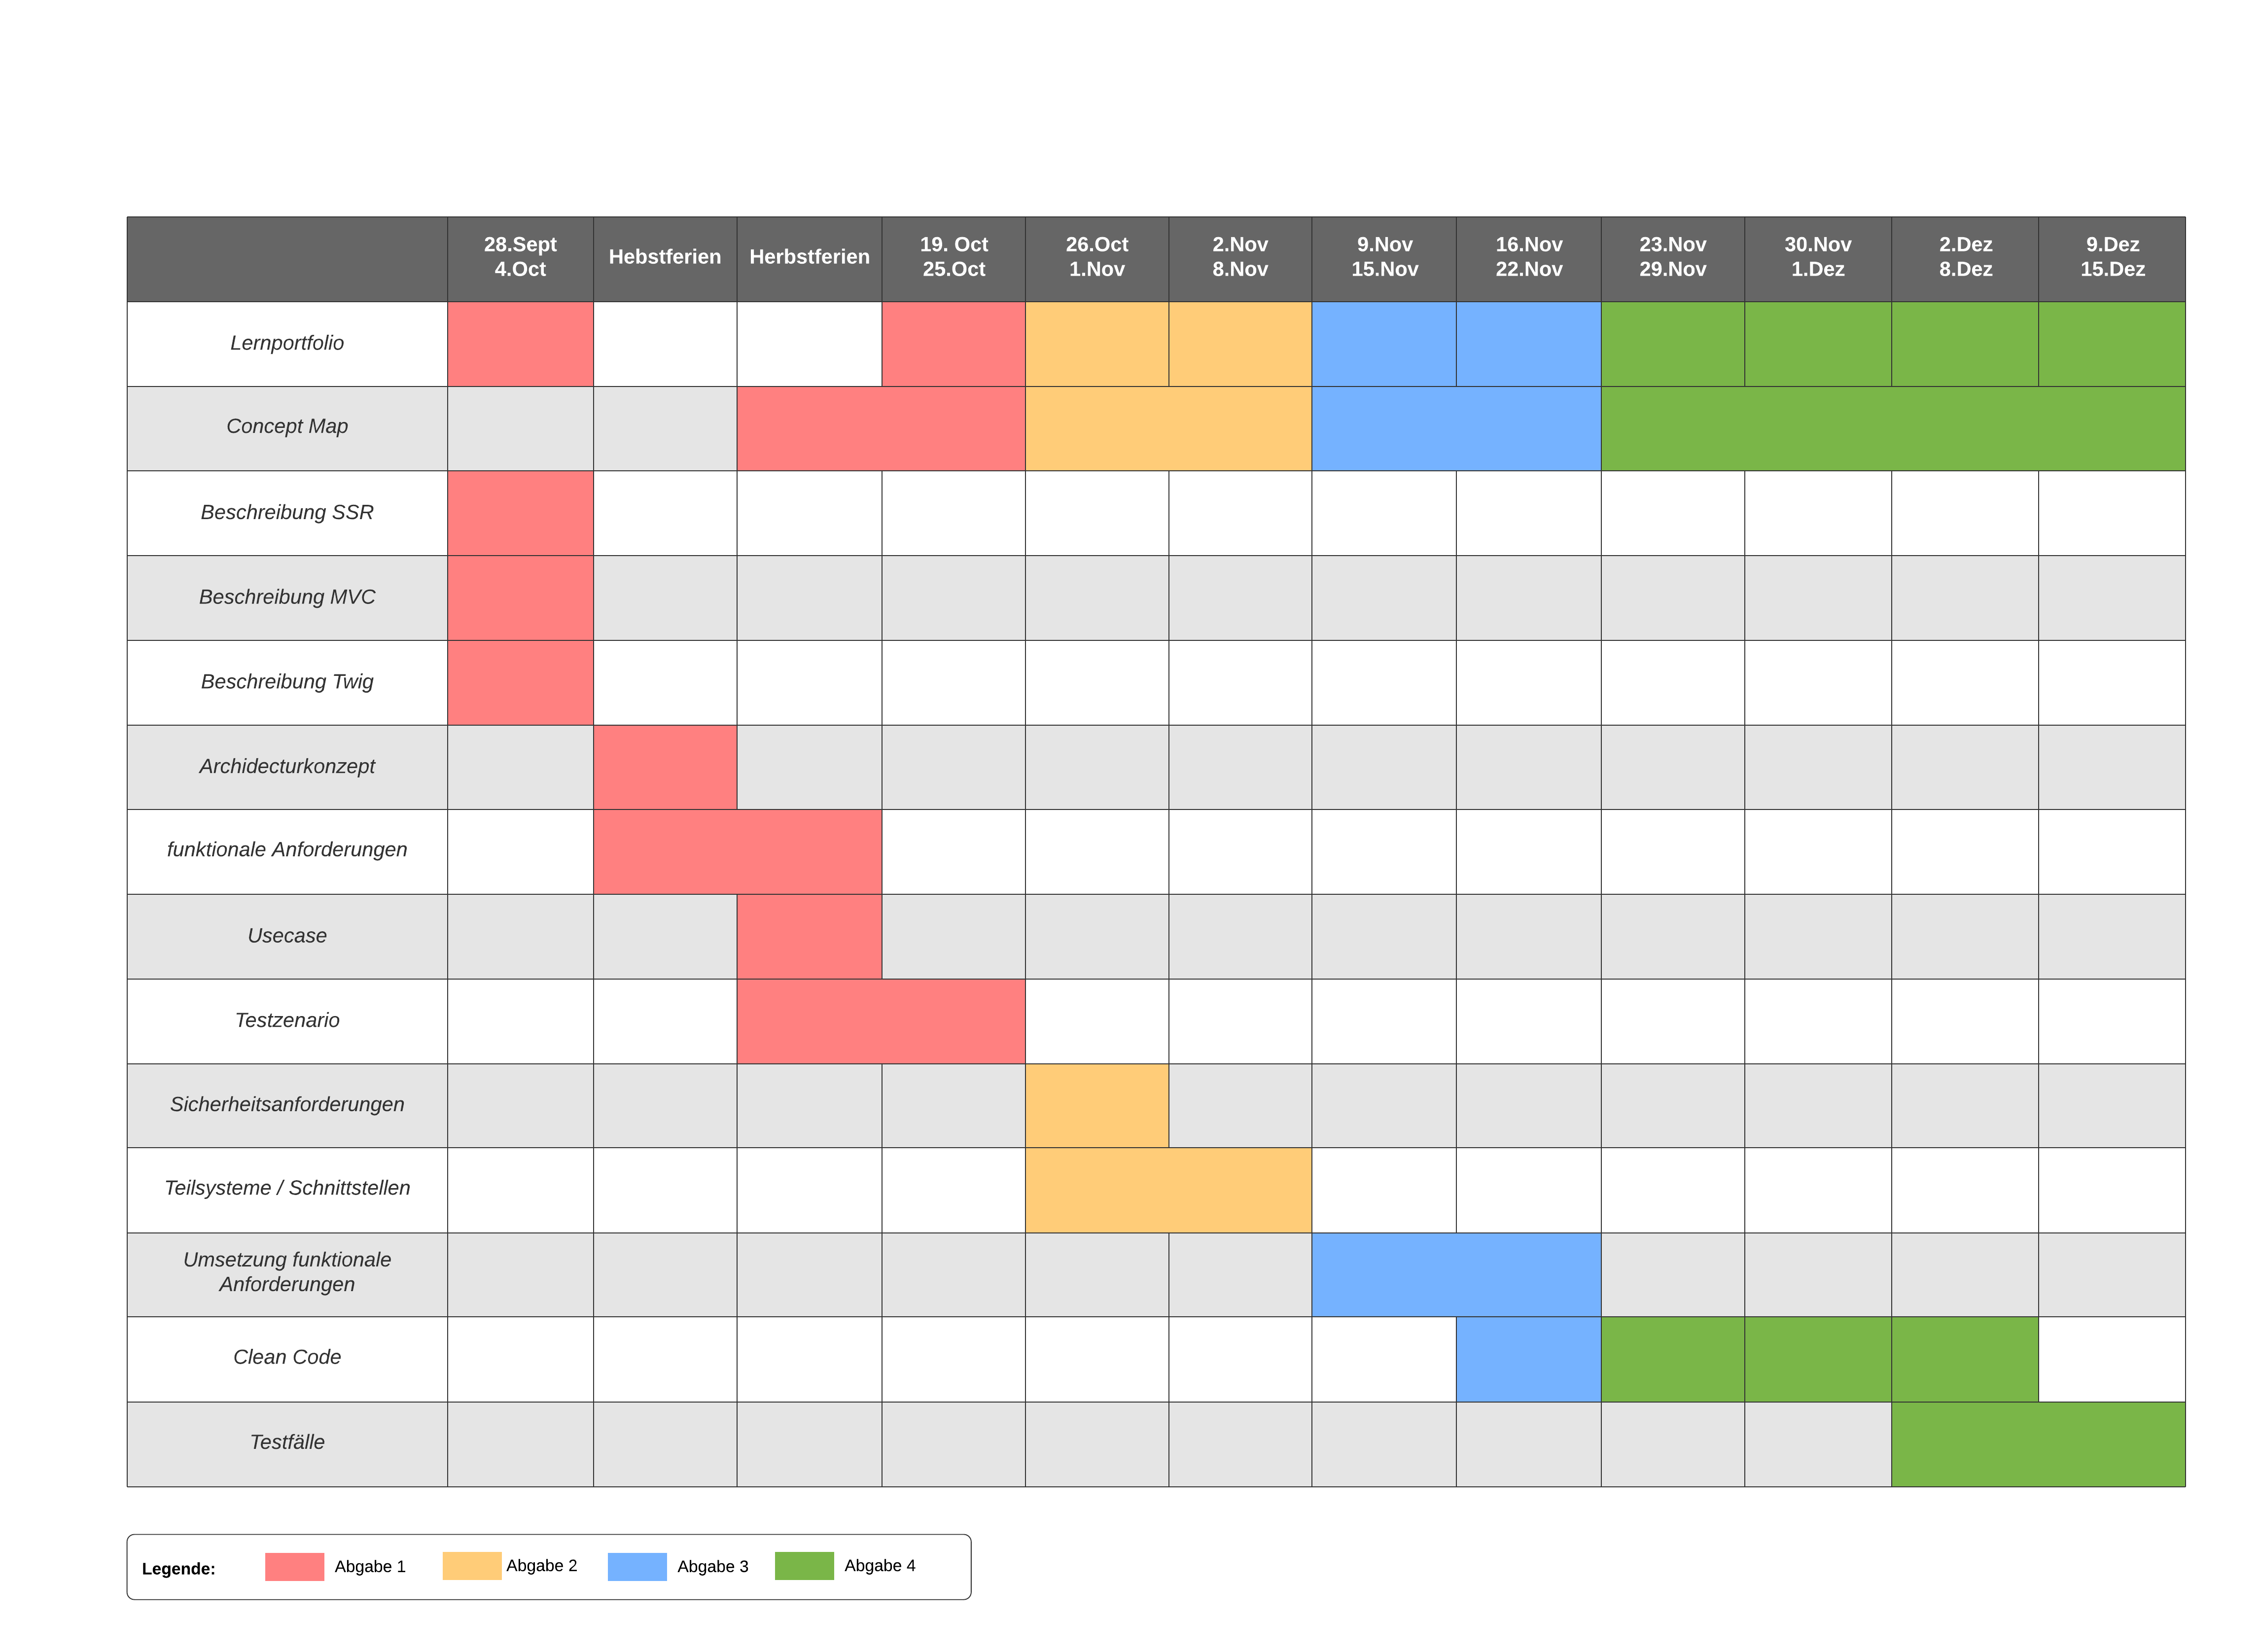 28.Sept
4.Oct
Hebstferien
Herbstferien
19. Oct
25.Oct
26.Oct
1.Nov
2.Nov
8.Nov
9.Nov
15.Nov
16.Nov
22.Nov
23.Nov
29.Nov
30.Nov
1.Dez
2.Dez
8.Dez
9.Dez
15.Dez
Lernportfolio
Concept Map
Beschreibung SSR
Beschreibung MVC
Beschreibung Twig
Archidecturkonzept
funktionale Anforderungen
Usecase
Testzenario
Sicherheitsanforderungen
Teilsysteme / Schnittstellen
Umsetzung funktionale
Anforderungen
Clean Code
Testfälle
Legende:
Abgabe 1
Abgabe 2
Abgabe 3
Abgabe 4